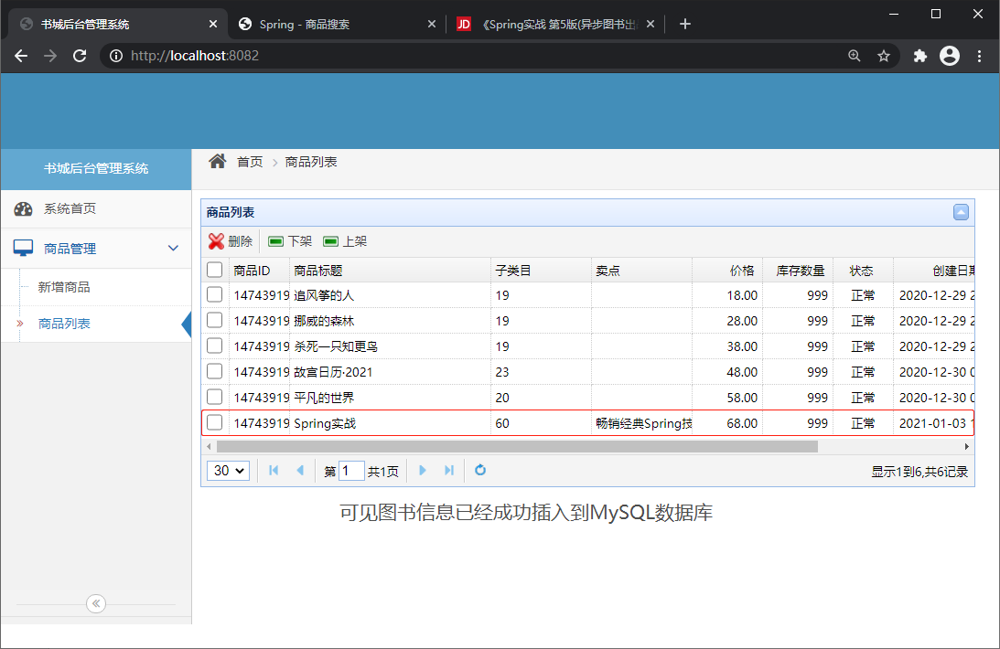 书城后台管理系统
Spring - 商品搜索
JD 《Spring实战 第5版(异步图书出
http://localhost:8082
书城后台管理系统
首页 商品列表
系统首页
商品管理
新增商品
商品列表
商品列表
删除 下架 上架
商品ID 商品标题 子类目 卖点 价格 库存数量 状态 创建日期
14743919 追风筝的人 19 18.00 999 正常 2020-12-29 2
14743919 挪威的森林 19 28.00 999 正常 2020-12-29 2
14743919 杀死一只知更鸟 19 38.00 999 正常 2020-12-29 2
14743919 故宫日历·2021 23 48.00 999 正常 2020-12-30 0
14743919 平凡的世界 20 58.00 999 正常 2020-12-30 0
14743919 Spring实战 60 畅销经典Spring技 68.00 999 正常 2021-01-03 1
30 第 1 共1页 显示1到6,共6记录
可见图书信息已经成功插入到MySQL数据库